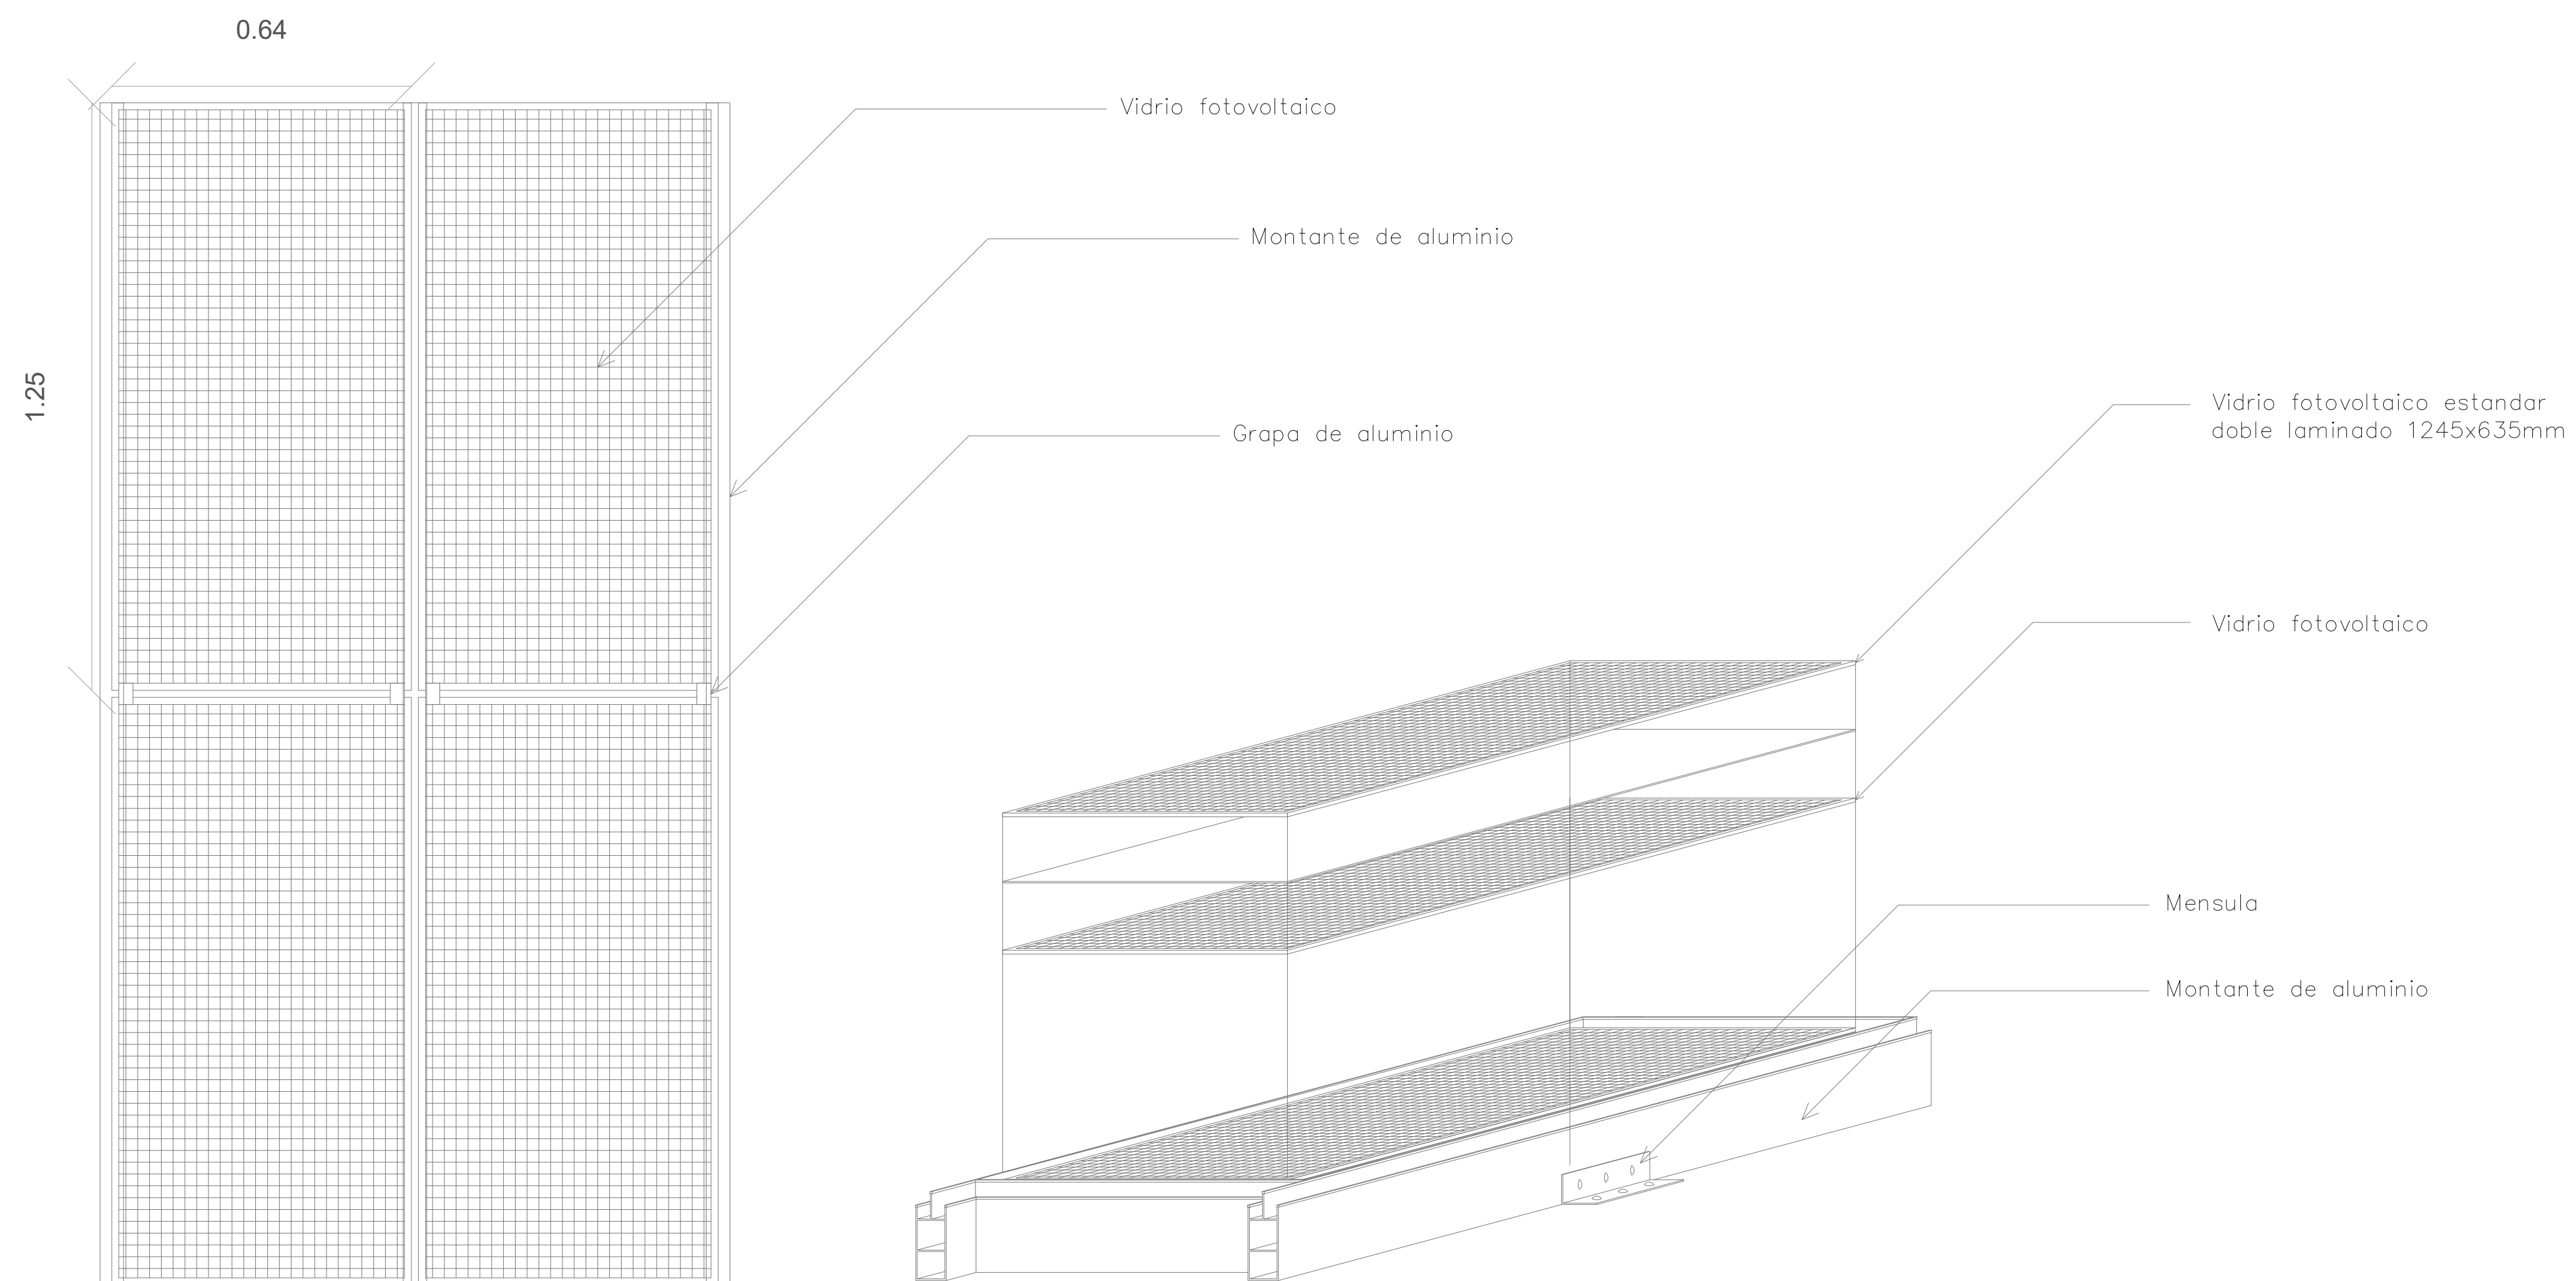 0.64
1.25
Vidrio fotovoltaico
Montante de aluminio
Grapa de aluminio
Vidrio fotovoltaico estandar
doble laminado 1245x635mm
Vidrio fotovoltaico
Mensula
Montante de aluminio